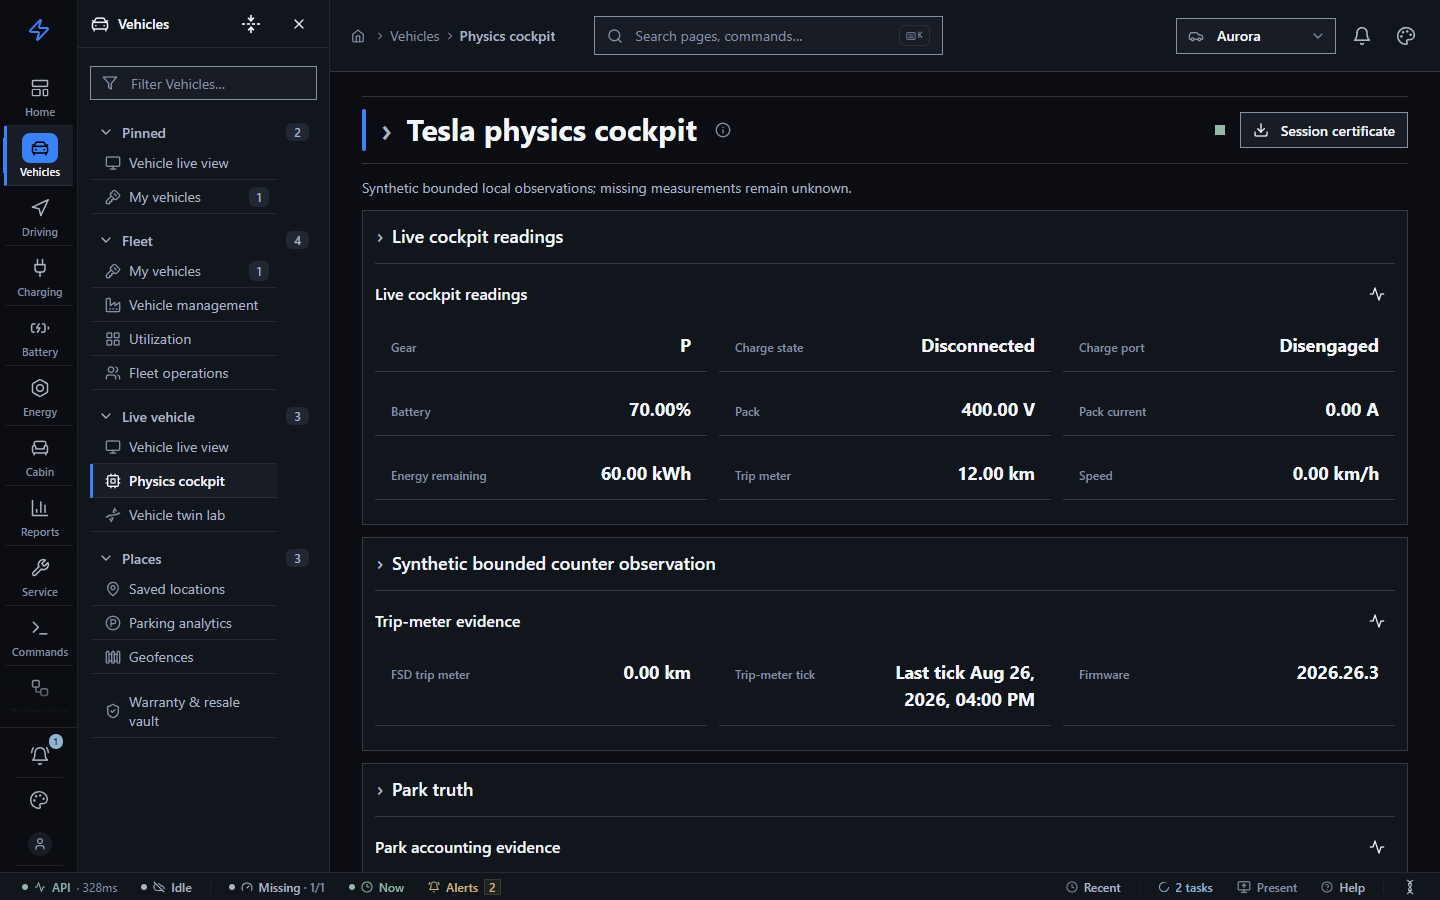 Vehicles
Vehicles
Physics cockpit
Search pages, commands...
K
Aurora
Home
Vehicles
Driving
Charging
Battery
Energy
Cabin
Reports
Service
Commands
1
Filter Vehicles...
Pinned 2
Vehicle live view
My vehicles 1
Fleet 4
My vehicles 1
Vehicle management
Utilization
Fleet operations
Live vehicle 3
Vehicle live view
Physics cockpit
Vehicle twin lab
Places 3
Saved locations
Parking analytics
Geofences
Warranty & resale
vault
Tesla physics cockpit
Session certificate
Synthetic bounded local observations; missing measurements remain unknown.
Live cockpit readings
Live cockpit readings
Gear P
Charge state Disconnected
Charge port Disengaged
Battery 70.00%
Pack 400.00 V
Pack current 0.00 A
Energy remaining 60.00 kWh
Trip meter 12.00 km
Speed 0.00 km/h
Synthetic bounded counter observation
Trip-meter evidence
FSD trip meter 0.00 km
Trip-meter tick Last tick Aug 26,
2026, 04:00 PM
Firmware 2026.26.3
Park truth
Park accounting evidence
API · 328ms
Idle
Missing · 1/1
Now
Alerts 2
Recent
2 tasks
Present
Help